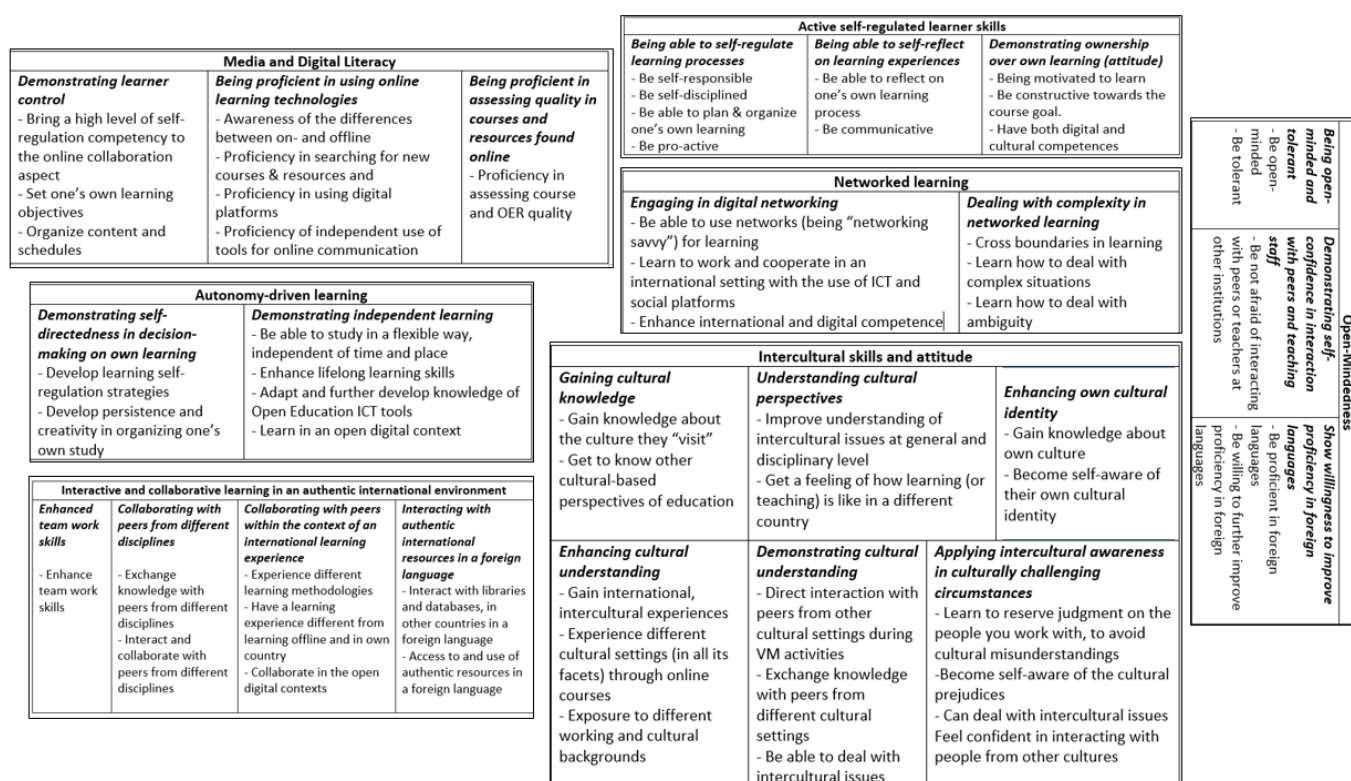 Media and Digital Literacy
Demonstrating learner
control
- Bring a high level of self-
regulation competency to
the online collaboration
aspect
- Set one's own learning
objectives
- Organize content and
schedules
Being proficient in using online
learning technologies
- Awareness of the differences
between on- and offline
- Proficiency in searching for new
courses & resources and
- Proficiency in using digital
platforms
- Proficiency of independent use of
tools for online communication
Being proficient in
assessing quality in
courses and
resources found
online
- Proficiency in
assessing course
and OER quality
Active self-regulated learner skills
Being able to self-regulate
learning processes
- Be self-responsible
- Be self-disciplined
- Be able to plan & organize
one's own learning
- Be pro-active
Being able to self-reflect
on learning experiences
- Be able to reflect on
one's own learning
process
- Be communicative
Demonstrating ownership
over own learning (attitude)
- Being motivated to learn
- Be constructive towards the
course goal.
- Have both digital and
cultural competences
Networked learning
Engaging in digital networking
- Be able to use networks (being "networking
savvy") for learning
- Learn to work and cooperate in an
international setting with the use of ICT and
social platforms
- Enhance international and digital competence
Dealing with complexity in
networked learning
- Cross boundaries in learning
- Learn how to deal with
complex situations
- Learn how to deal with
ambiguity
Open-Mindedness
Being open-
minded and
tolerant
- Be open-
minded
- Be tolerant
Demonstrating self-
confidence in interaction
with peers and teaching
staff
- Be not afraid of interacting
with peers or teachers at
other institutions
Show willingness to improve
proficiency in foreign
languages
- Be proficient in foreign
languages
- Be willing to further improve
proficiency in foreign
languages
Autonomy-driven learning
Demonstrating self-
directedness in decision-
making on own learning
- Develop learning self-
regulation strategies
- Develop persistence and
creativity in organizing one's
own study
Demonstrating independent learning
- Be able to study in a flexible way,
independent of time and place
- Enhance lifelong learning skills
- Adapt and further develop knowledge of
Open Education ICT tools
- Learn in an open digital context
Interactive and collaborative learning in an authentic international environment
Enhanced
team work
skills
- Enhance
team work
skills
Collaborating with
peers from different
disciplines
- Exchange
knowledge with
peers from different
disciplines
- Interact and
collaborate with
peers from different
disciplines
Collaborating with peers
within the context of an
international learning
experience
- Experience different
learning methodologies
- Have a learning
experience different from
learning offline and in own
country
- Collaborate in the open
digital contexts
Interacting with
authentic
international
resources in a foreign
language
- Interact with libraries
and databases, in
other countries in a
foreign language
- Access to and use of
authentic resources in
a foreign language
Intercultural skills and attitude
Gaining cultural
knowledge
- Gain knowledge about
the culture they "visit"
- Get to know other
cultural-based
perspectives of education
Understanding cultural
perspectives
- Improve understanding of
intercultural issues at general and
disciplinary level
- Get a feeling of how learning (or
teaching) is like in a different
country
Enhancing own cultural
identity
- Gain knowledge about
own culture
- Become self-aware of
their own cultural
identity
Enhancing cultural
understanding
- Gain international,
intercultural experiences
- Experience different
cultural settings (in all its
facets) through online
courses
- Exposure to different
working and cultural
backgrounds
Demonstrating cultural
understanding
- Direct interaction with
peers from other
cultural settings during
VM activities
- Exchange knowledge
with peers from
different cultural
settings
- Be able to deal with
intercultural issues
Applying intercultural awareness
in culturally challenging
circumstances
- Learn to reserve judgment on the
people you work with, to avoid
cultural misunderstandings
-Become self-aware of the cultural
prejudices
- Can deal with intercultural issues
Feel confident in interacting with
people from other cultures